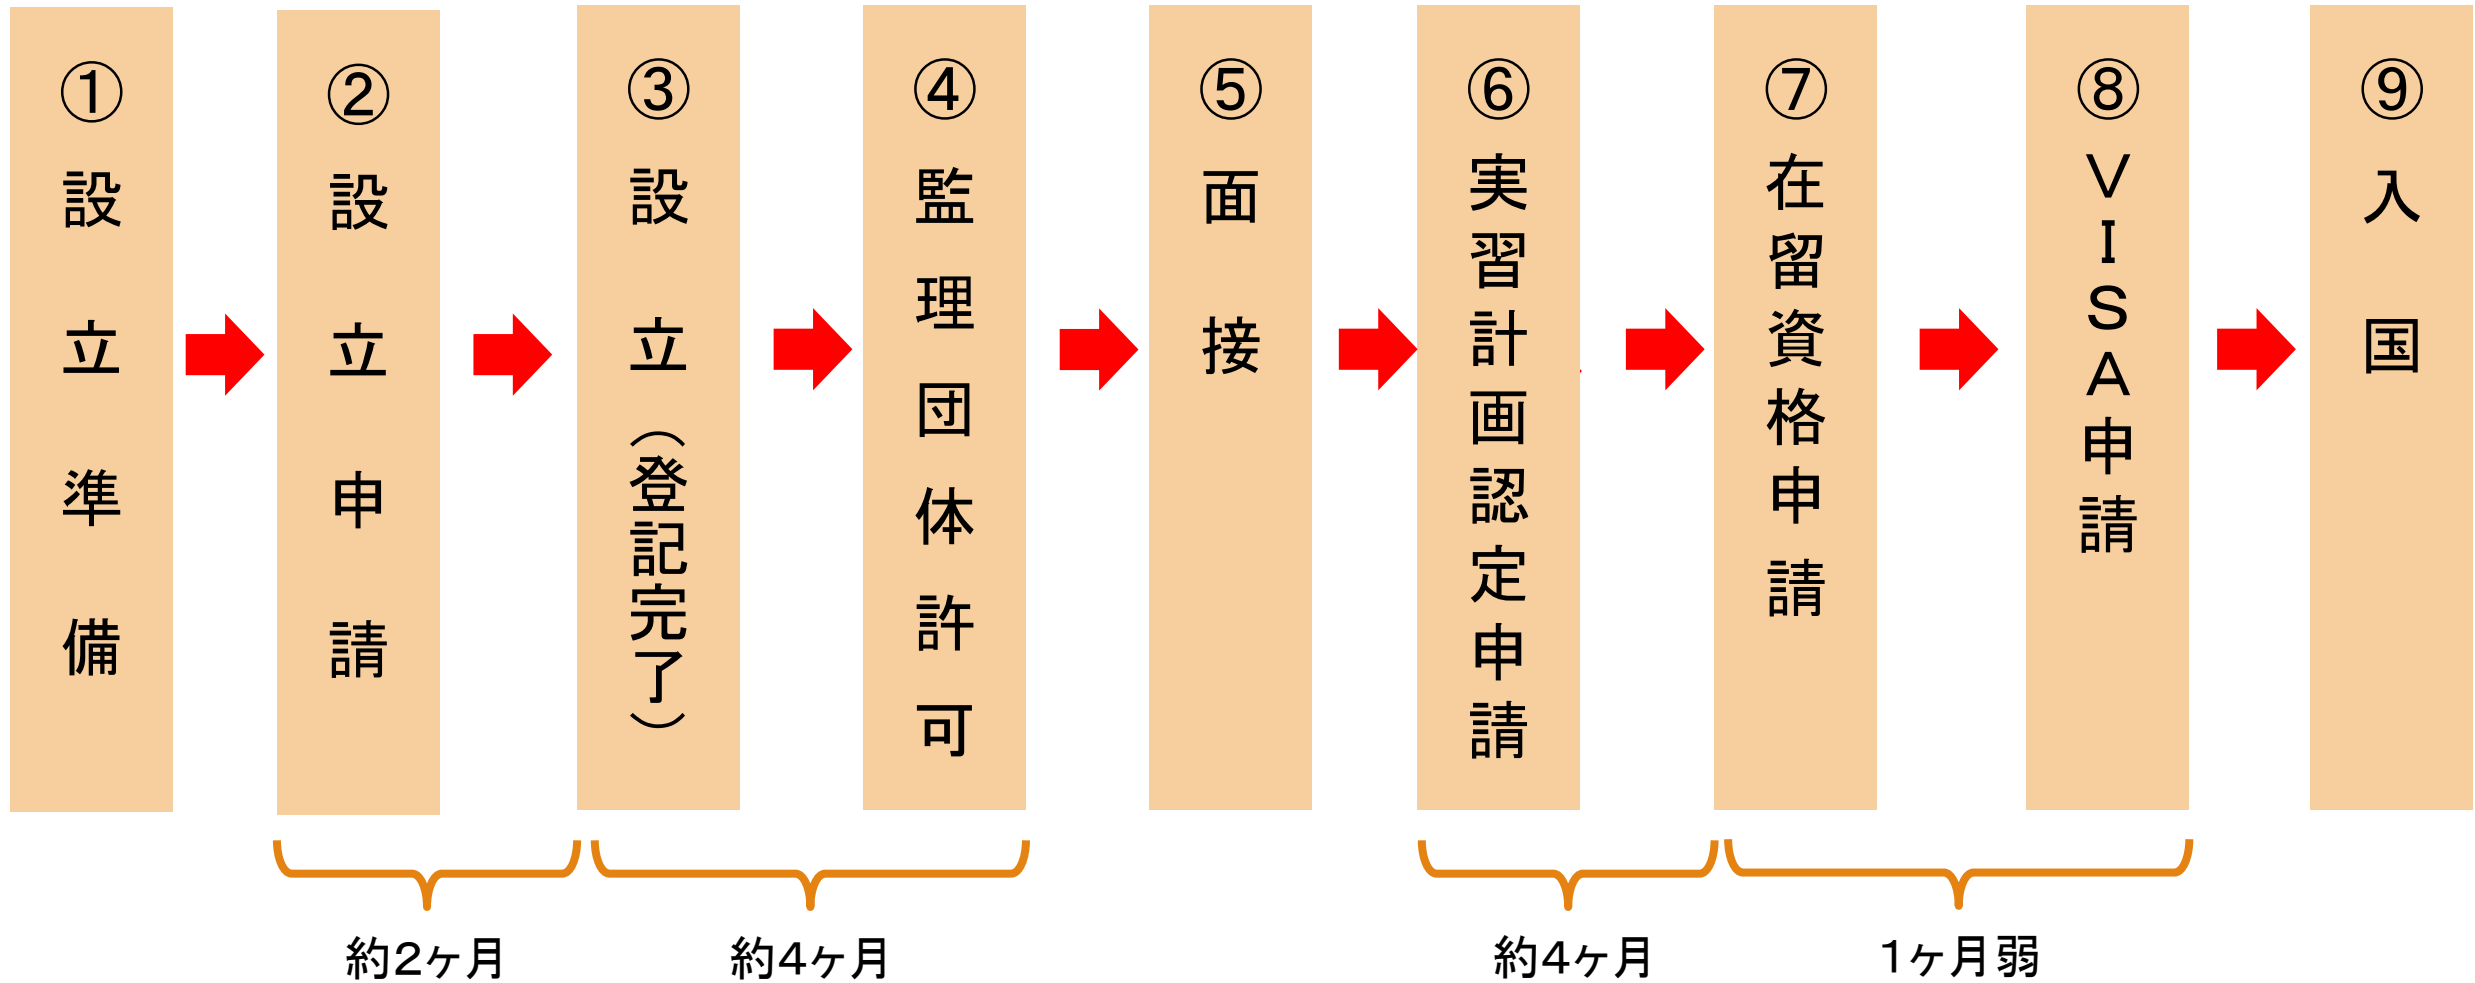 ①設立準備
②設立申請
③設立（登記完了）
④監理団体許可
⑤面接
⑥実習計画認定申請
⑦在留資格申請
⑧ＶＩＳＡ申請
⑨入国
約2ヶ月
約4ヶ月
約4ヶ月
1ヶ月弱